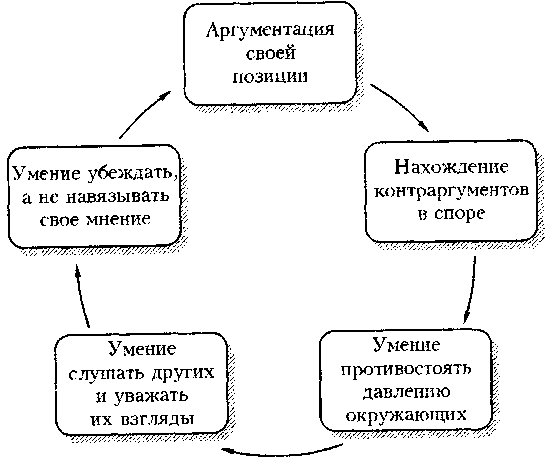 Аргументация
своей
позиции
Нахождение
контраргументов
в споре
Умение
противостоять
давлению
окружающих
Умение
слушать других
и уважать
их взгляды
Умение убеждать,
а не навязывать
свое мнение